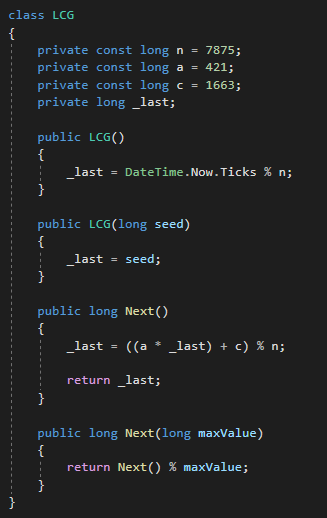 class LCG
{
    private const long n = 7875;
    private const long a = 421;
    private const long c = 1663;
    private long _last;

    public LCG()
    {
        _last = DateTime.Now.Ticks % n;
    }

    public LCG(long seed)
    {
        _last = seed;
    }

    public long Next()
    {
        _last = ((a * _last) + c) % n;

        return _last;
    }

    public long Next(long maxValue)
    {
        return Next() % maxValue;
    }
}